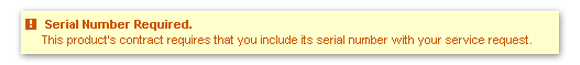 Serial Number Required.
This product's contract requires that you include its serial number with your service request.